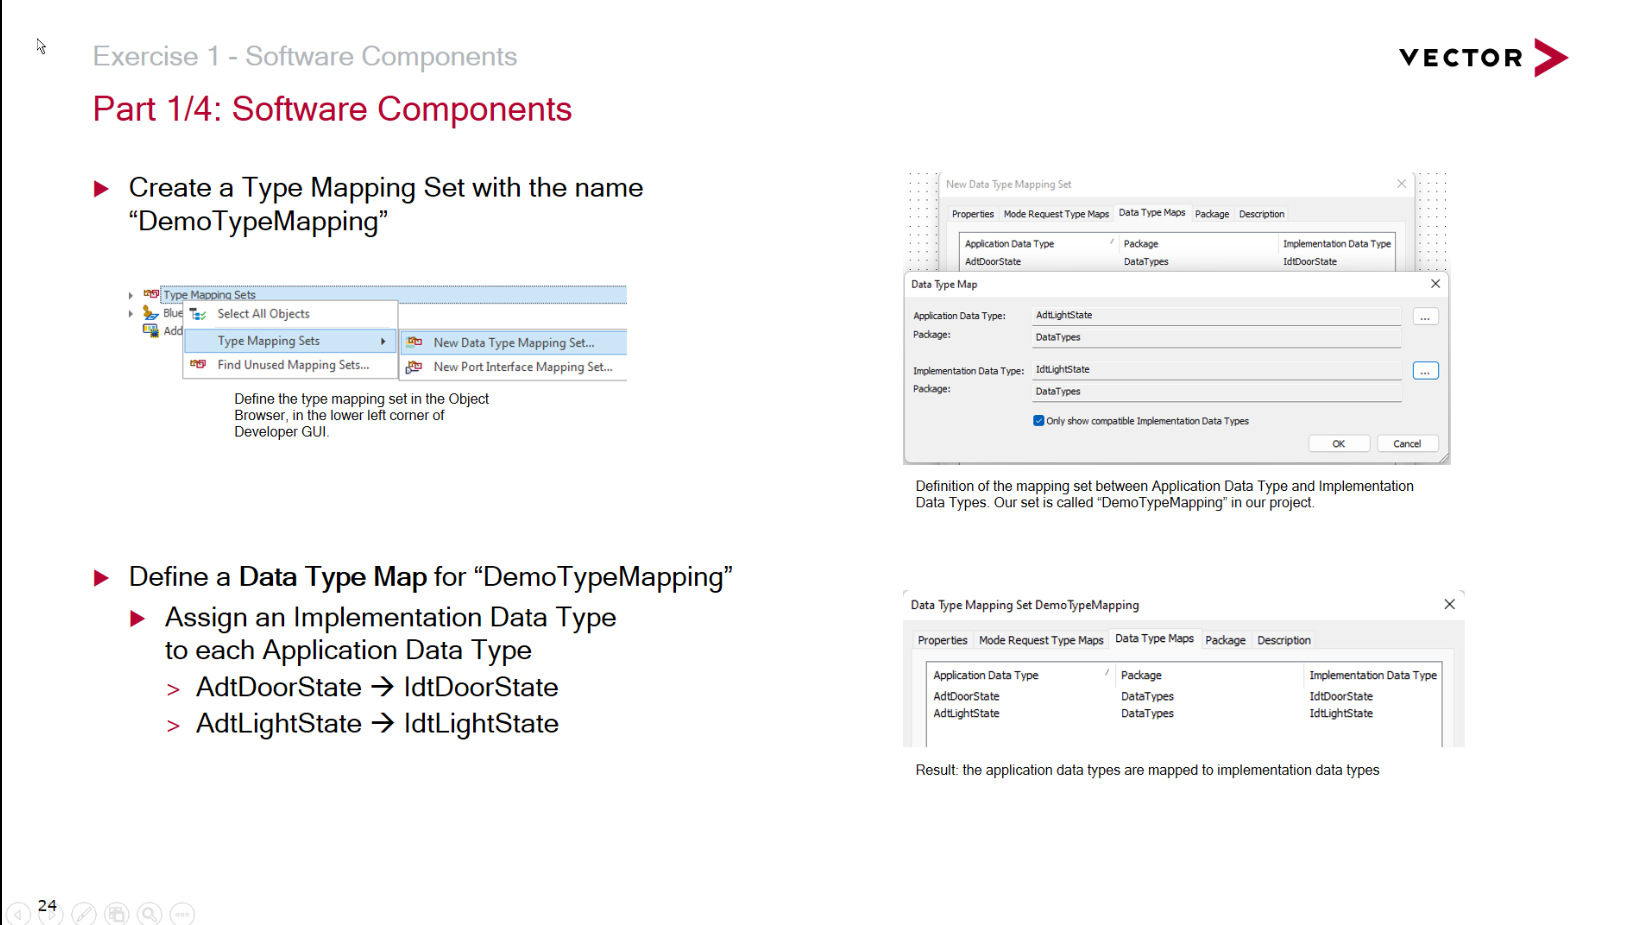 Exercise 1 - Software Components
VECTOR
Part 1/4: Software Components
Create a Type Mapping Set with the name
“DemoTypeMapping”
Type Mapping Sets
Blue
Add
Select All Objects
Type Mapping Sets
Find Unused Mapping Sets...
New Data Type Mapping Set...
New Port Interface Mapping Set...
Define the type mapping set in the Object
Browser, in the lower left corner of
Developer GUI.
New Data Type Mapping Set
Properties Mode Request Type Maps Data Type Maps Package Description
Application Data Type Package Implementation Data Type
AdtDoorState DataTypes IdtDoorState
Data Type Map
Application Data Type: AdtLightState ...
Package: DataTypes
Implementation Data Type: IdtLightState ...
Package: DataTypes
Only show compatible Implementation Data Types
OK Cancel
Definition of the mapping set between Application Data Type and Implementation
Data Types. Our set is called “DemoTypeMapping” in our project.
Define a Data Type Map for “DemoTypeMapping”
Assign an Implementation Data Type
to each Application Data Type
> AdtDoorState → IdtDoorState
> AdtLightState → IdtLightState
Data Type Mapping Set DemoTypeMapping
Properties Mode Request Type Maps Data Type Maps Package Description
Application Data Type Package Implementation Data Type
AdtDoorState DataTypes IdtDoorState
AdtLightState DataTypes IdtLightState
Result: the application data types are mapped to implementation data types
24